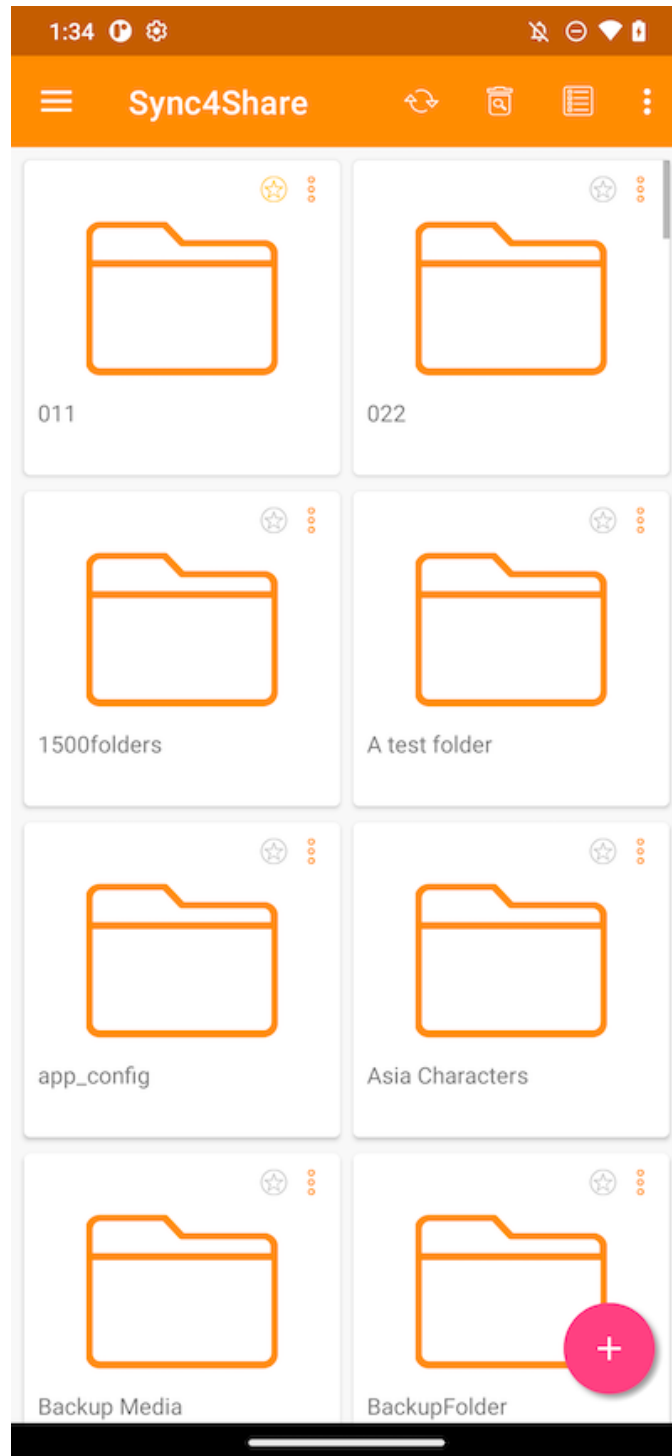 1:34
Sync4Share
011
022
1500folders
A test folder
app_config
Asia Characters
Backup Media
BackupFolder